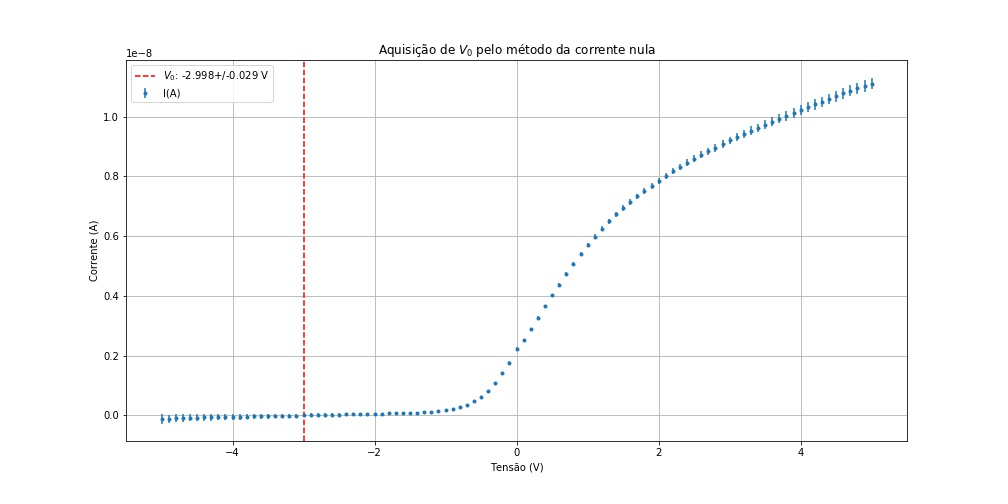 Aquisição de V₀ pelo método da corrente nula
1e−8
V₀: -2.998+/-0.029 V
I(A)
1.0
0.8
0.6
0.4
0.2
0.0
Corrente (A)
−4
−2
0
2
4
Tensão (V)